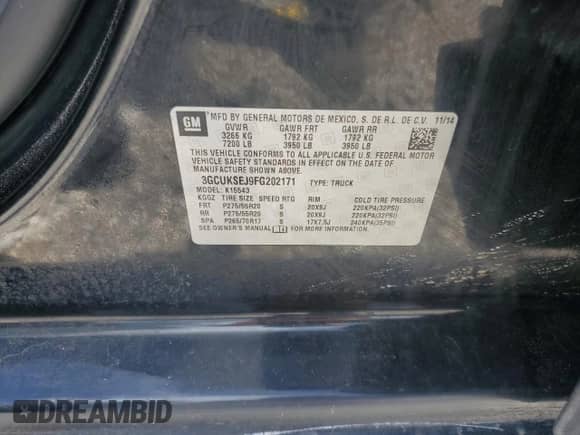 GM
MFD BY GENERAL MOTORS DE MEXICO. S. DE R.L. DE C.V. 11/14
GVWR GAWR FRT GAWR RR
3266 KG 1792 KG 1792 KG
7200 LB 3950 LB 3950 LB
THIS VEHICLE CONFORMS TO ALL APPLICABLE U.S. FEDERAL MOTOR
VEHICLE SAFETY STANDARDS IN EFFECT ON THE DATE OF
MANUFACTURE SHOWN ABOVE.
3GCUKSEJ9FG202171 TYPE: TRUCK
MODEL: K15543
KGGZ TIRE SIZE SPEED RTG RIM COLD TIRE PRESSURE
FRT P275/55R20 S 20X9J 220KPA(32PSI)
RR P275/55R20 S 20X9J 220KPA(32PSI)
SPA P265/70R17 S 17X7.5J 240KPA(35PSI)
SEE OWNER'S MANUAL FOR MORE INFORMATION.
DREAMBID